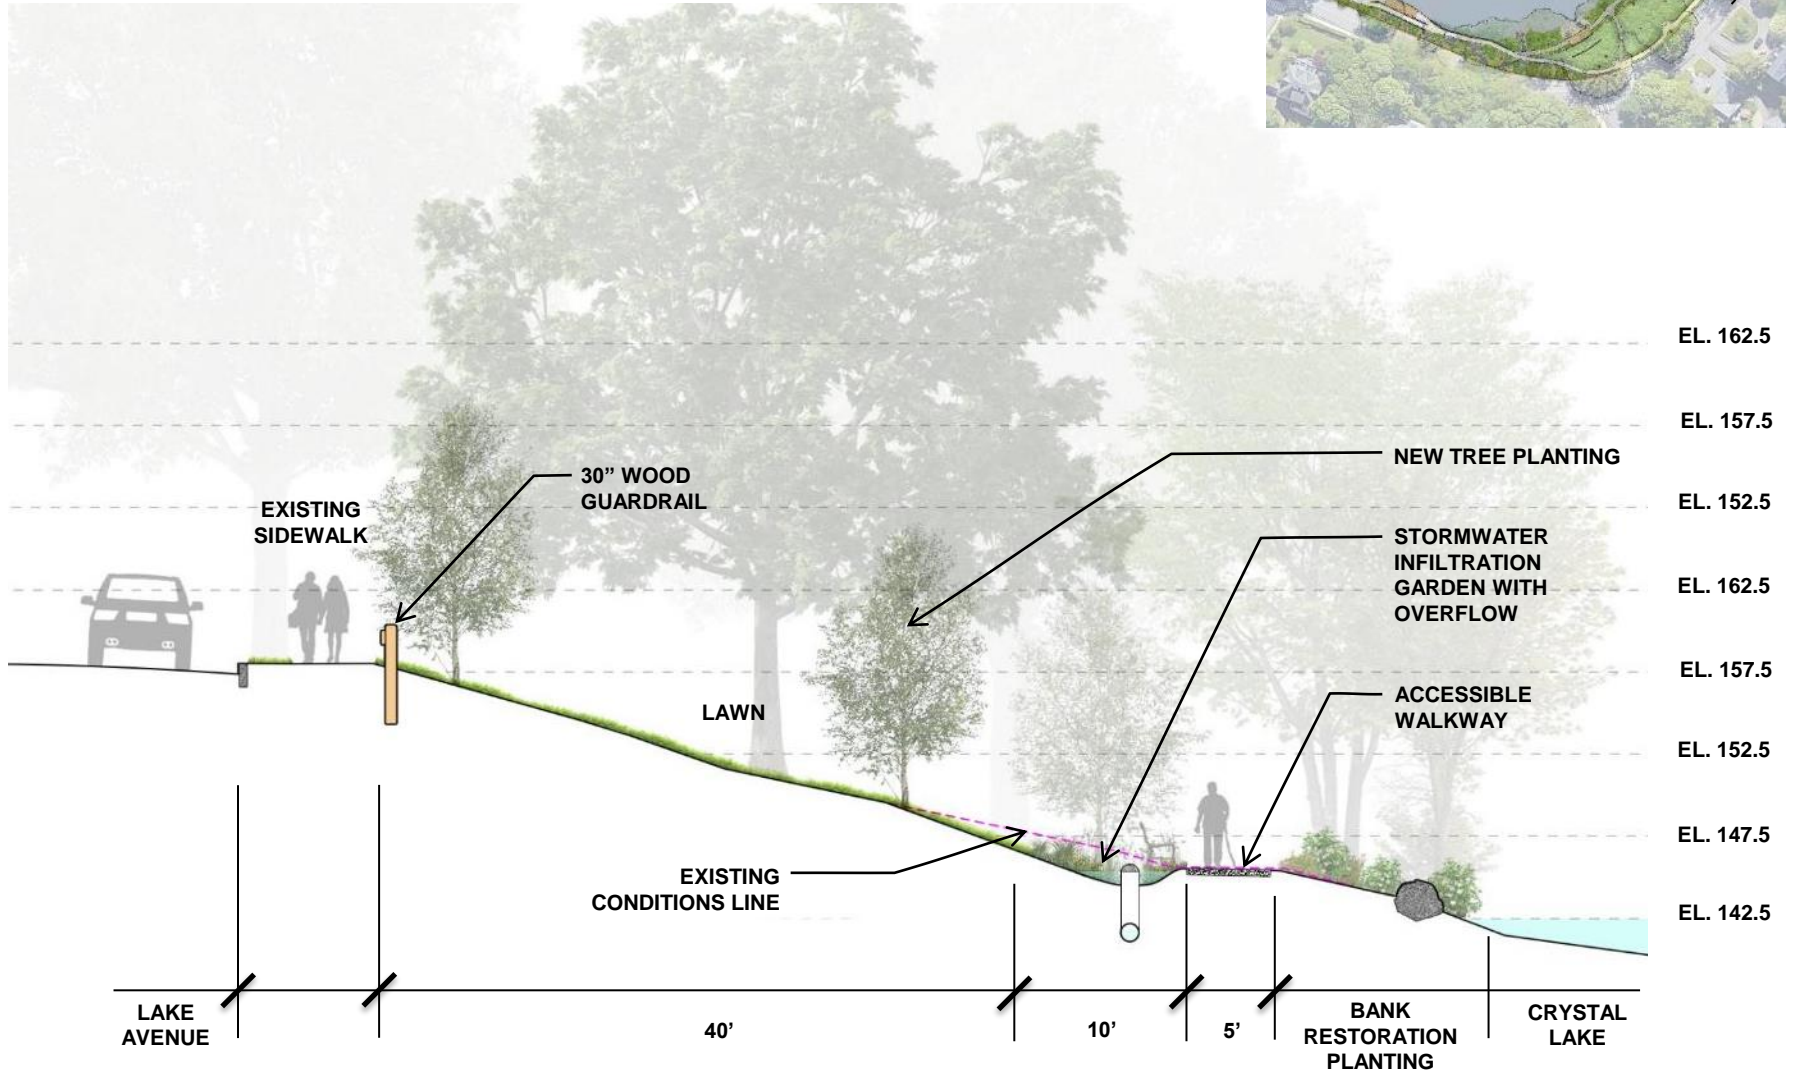 EL. 162.5
EL. 157.5
NEW TREE PLANTING
30” WOOD
GUARDRAIL
EXISTING
SIDEWALK
EL. 152.5
STORMWATER
INFILTRATION
GARDEN WITH
OVERFLOW
EL. 162.5
EL. 157.5
ACCESSIBLE
WALKWAY
LAWN
EL. 152.5
EL. 147.5
EXISTING
CONDITIONS LINE
EL. 142.5
LAKE
AVENUE
40’
10’
5’
BANK
RESTORATION
PLANTING
CRYSTAL
LAKE